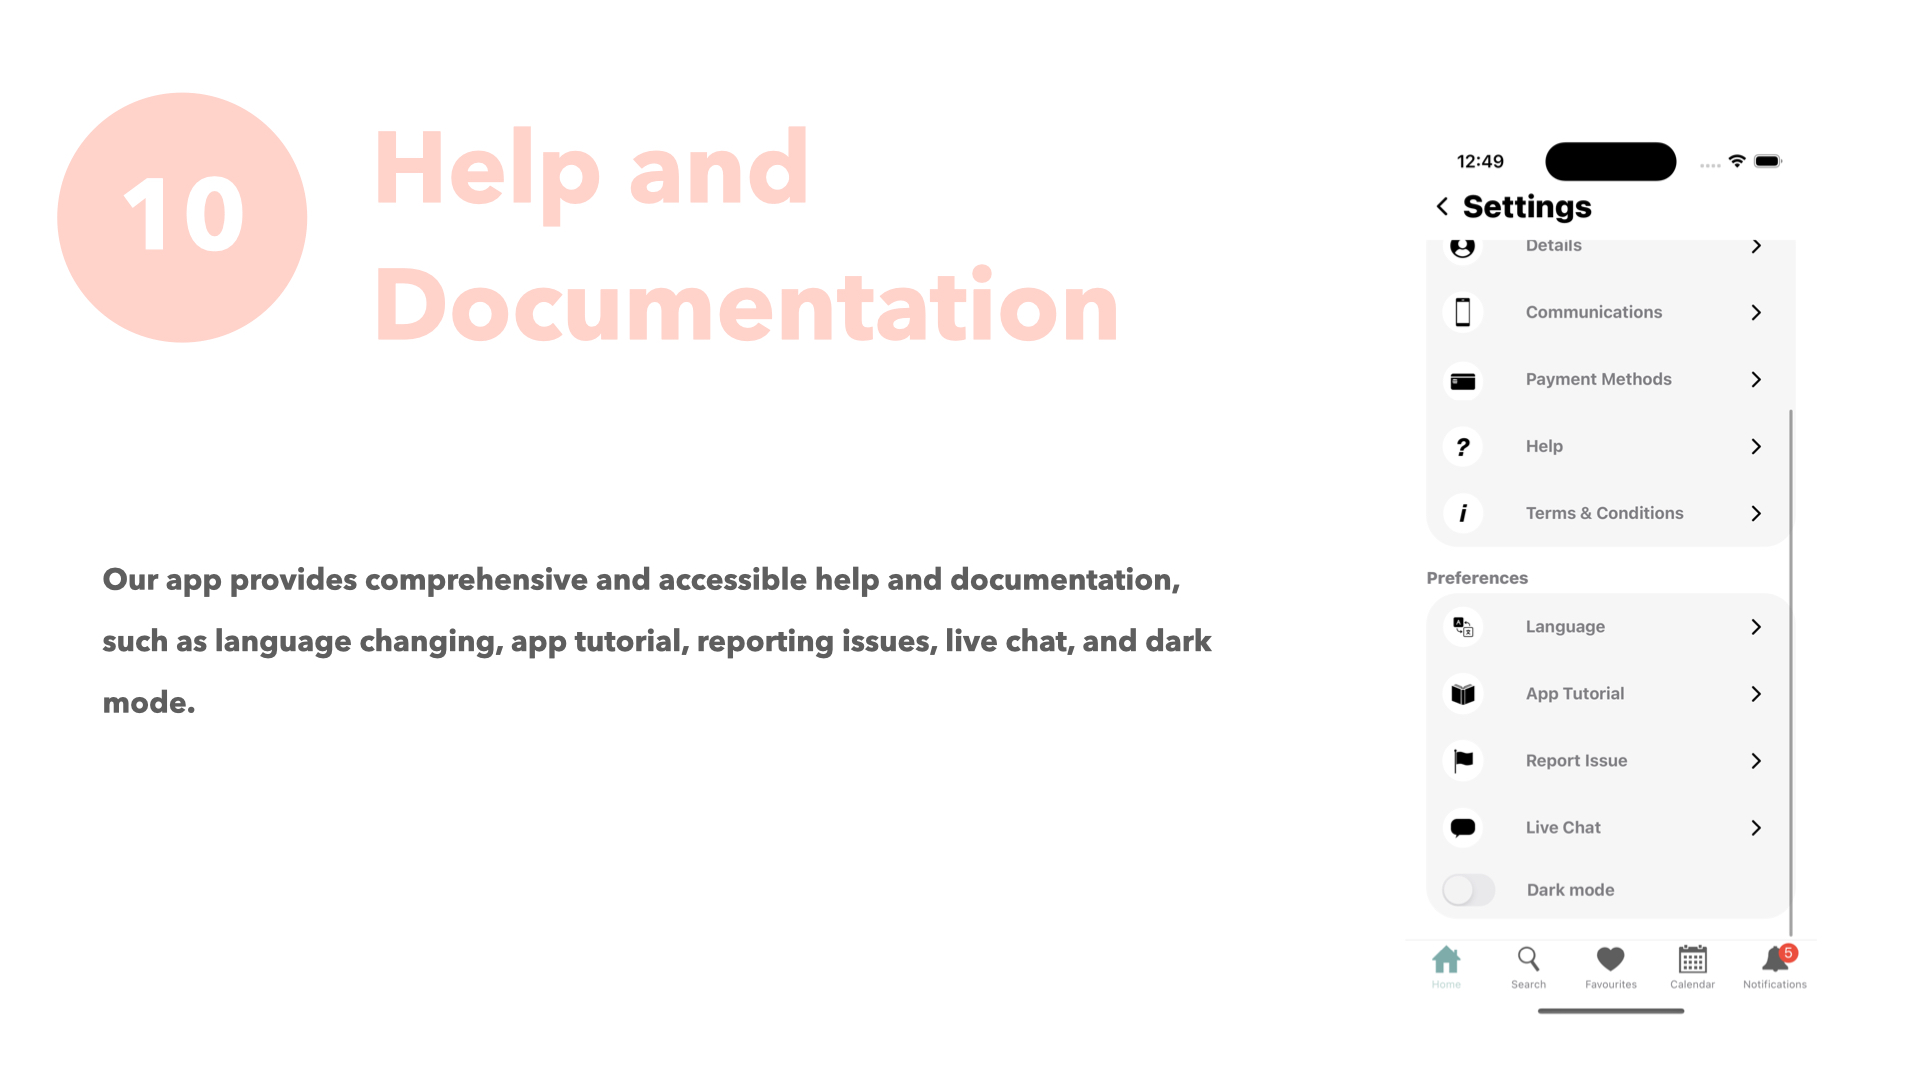 10
Help and
Documentation
Our app provides comprehensive and accessible help and documentation,
such as language changing, app tutorial, reporting issues, live chat, and dark
mode.
12:49
Settings
Details
Communications
Payment Methods
? Help
i Terms & Conditions
Preferences
Language
App Tutorial
Report Issue
Live Chat
Dark mode
5
Home Search Favourites Calendar Notifications